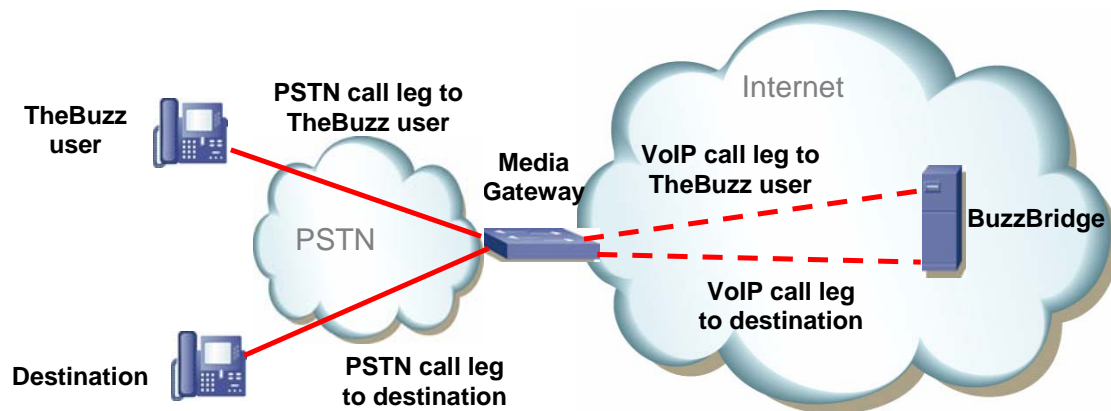 TheBuzz
user
PSTN call leg to
TheBuzz user
PSTN
Media
Gateway
Internet
VoIP call leg to
TheBuzz user
BuzzBridge
VoIP call leg
to destination
Destination
PSTN call leg
to destination